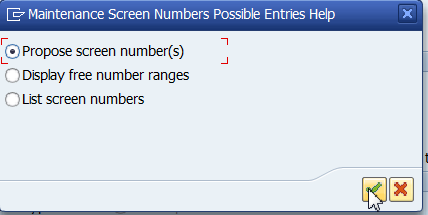 Maintenance Screen Numbers Possible Entries Help
Propose screen number(s)
Display free number ranges
List screen numbers